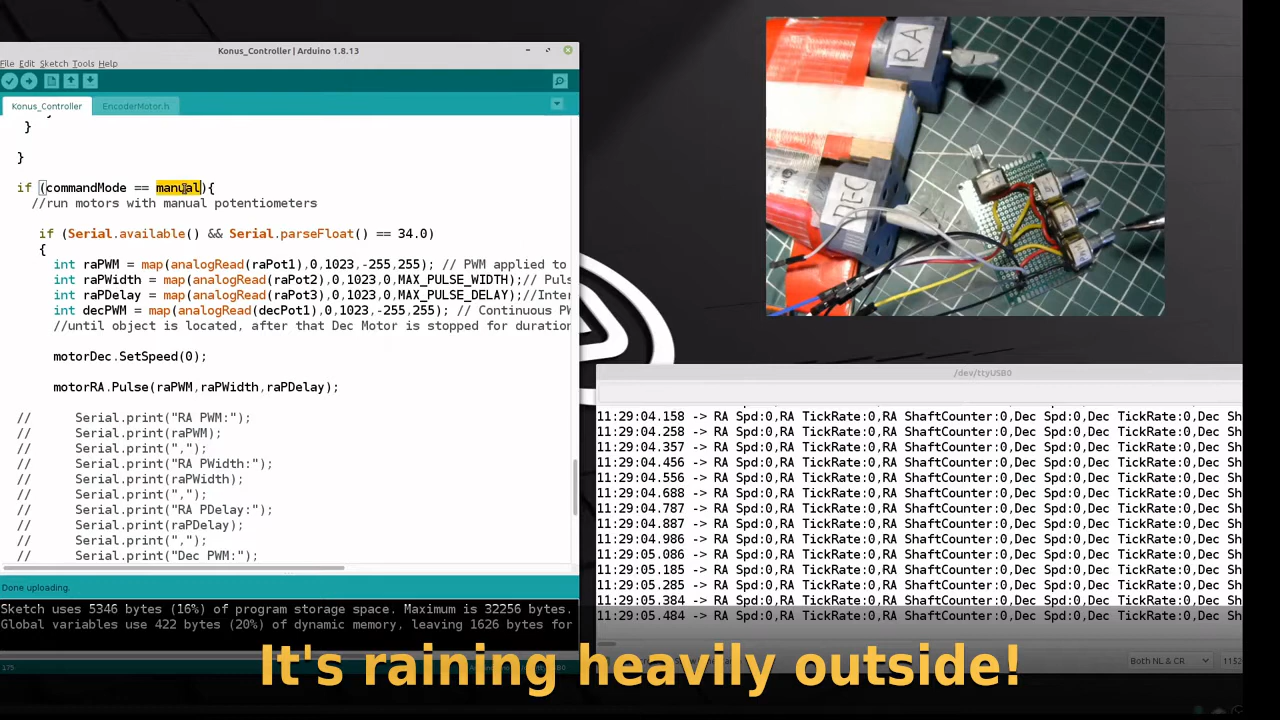 Konus_Controller | Arduino 1.8.13
File Edit Sketch Tools Help
Konus_Controller EncoderMotor.h
}
}
if (commandMode == manual){
//run motors with manual potentiometers
if (Serial.available() && Serial.parseFloat() == 34.0)
{
int raPWM = map(analogRead(raPot1),0,1023,-255,255); // PWM applied to
int raPWidth = map(analogRead(raPot2),0,1023,0,MAX_PULSE_WIDTH);// Puls
int raPDelay = map(analogRead(raPot3),0,1023,0,MAX_PULSE_DELAY);//Inter
int decPWM = map(analogRead(decPot1),0,1023,-255,255); // Continuous PW
//until object is located, after that Dec Motor is stopped for duration
motorDec.SetSpeed(0);
motorRA.Pulse(raPWM,raPWidth,raPDelay);
// Serial.print("RA PWM:");
// Serial.print(raPWM);
// Serial.print(",");
// Serial.print("RA PWidth:");
// Serial.print(raPWidth);
// Serial.print(",");
// Serial.print("RA PDelay:");
// Serial.print(raPDelay);
// Serial.print(",");
// Serial.print("Dec PWM:");
Done uploading.
Sketch uses 5346 bytes (16%) of program storage space. Maximum is 32256 bytes.
Global variables use 422 bytes (20%) of dynamic memory, leaving 1626 bytes for
175
RA
DEC
/dev/ttyUSB0
11:29:04.158 -> RA Spd:0,RA TickRate:0,RA ShaftCounter:0,Dec Spd:0,Dec TickRate:0,Dec Sh
11:29:04.258 -> RA Spd:0,RA TickRate:0,RA ShaftCounter:0,Dec Spd:0,Dec TickRate:0,Dec Sh
11:29:04.357 -> RA Spd:0,RA TickRate:0,RA ShaftCounter:0,Dec Spd:0,Dec TickRate:0,Dec Sh
11:29:04.456 -> RA Spd:0,RA TickRate:0,RA ShaftCounter:0,Dec Spd:0,Dec TickRate:0,Dec Sh
11:29:04.556 -> RA Spd:0,RA TickRate:0,RA ShaftCounter:0,Dec Spd:0,Dec TickRate:0,Dec Sh
11:29:04.688 -> RA Spd:0,RA TickRate:0,RA ShaftCounter:0,Dec Spd:0,Dec TickRate:0,Dec Sh
11:29:04.787 -> RA Spd:0,RA TickRate:0,RA ShaftCounter:0,Dec Spd:0,Dec TickRate:0,Dec Sh
11:29:04.887 -> RA Spd:0,RA TickRate:0,RA ShaftCounter:0,Dec Spd:0,Dec TickRate:0,Dec Sh
11:29:04.986 -> RA Spd:0,RA TickRate:0,RA ShaftCounter:0,Dec Spd:0,Dec TickRate:0,Dec Sh
11:29:05.086 -> RA Spd:0,RA TickRate:0,RA ShaftCounter:0,Dec Spd:0,Dec TickRate:0,Dec Sh
11:29:05.185 -> RA Spd:0,RA TickRate:0,RA ShaftCounter:0,Dec Spd:0,Dec TickRate:0,Dec Sh
11:29:05.285 -> RA Spd:0,RA TickRate:0,RA ShaftCounter:0,Dec Spd:0,Dec TickRate:0,Dec Sh
11:29:05.384 -> RA Spd:0,RA TickRate:0,RA ShaftCounter:0,Dec Spd:0,Dec TickRate:0,Dec Sh
11:29:05.484 -> RA Spd:0,RA TickRate:0,RA ShaftCounter:0,Dec Spd:0,Dec TickRate:0,Dec Sh
Both NL & CR 1152
It's raining heavily outside!